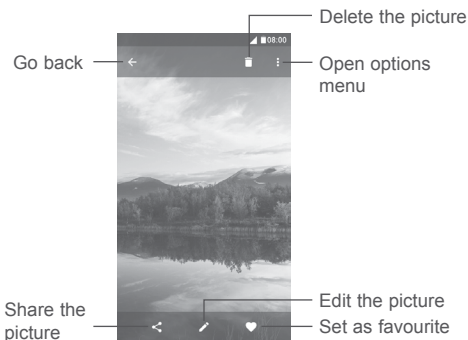 Delete the picture
08:00
Go back
Open options
menu
Share the
picture
Edit the picture
Set as favourite